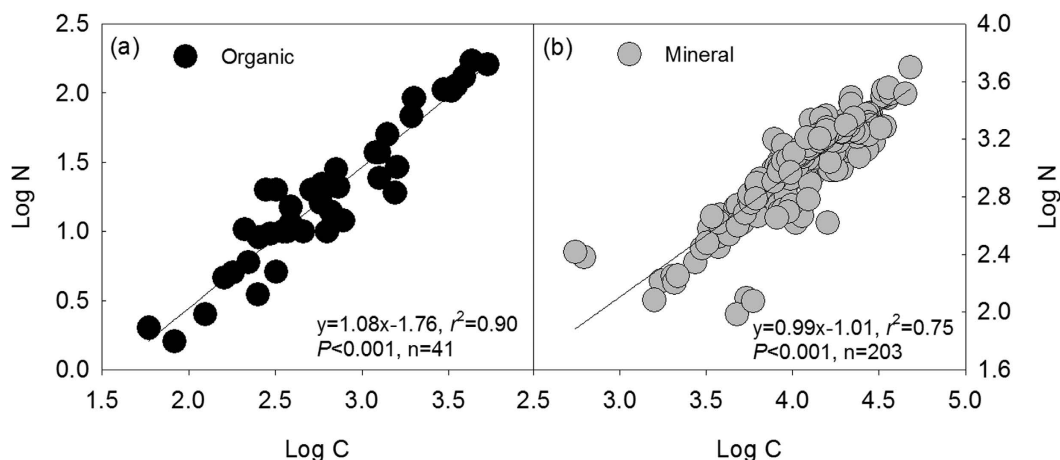 2.5
2.0
1.5
1.0
0.5
0.0
Log N
(a)
Organic
y=1.08x-1.76, r²=0.90
P<0.001, n=41
1.5 2.0 2.5 3.0 3.5
Log C
(b)
Mineral
y=0.99x-1.01, r²=0.75
P<0.001, n=203
2.5 3.0 3.5 4.0 4.5 5.0
Log C
4.0
3.6
3.2
2.8
2.4
2.0
1.6
Log N